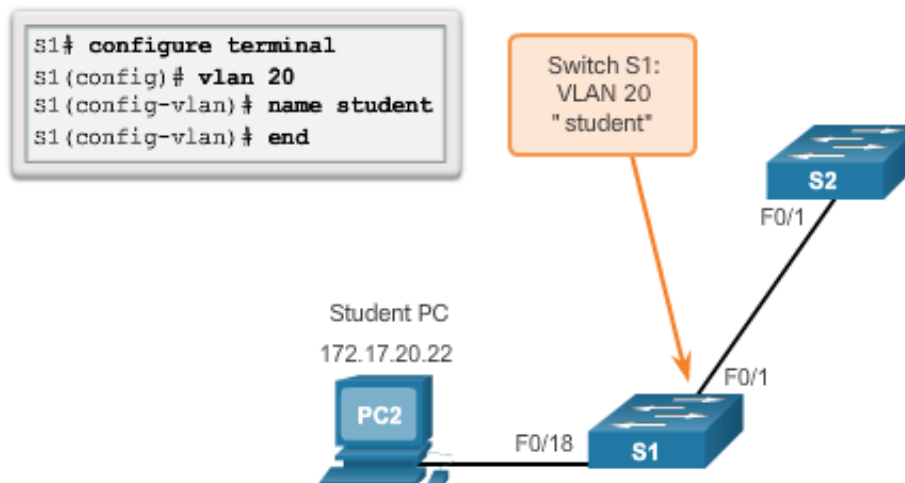 S1# configure terminal
S1(config)# vlan 20
S1(config-vlan)# name student
S1(config-vlan)# end
Switch S1:
VLAN 20
" student"
S2
F0/1
Student PC
172.17.20.22
F0/1
PC2
F0/18
S1